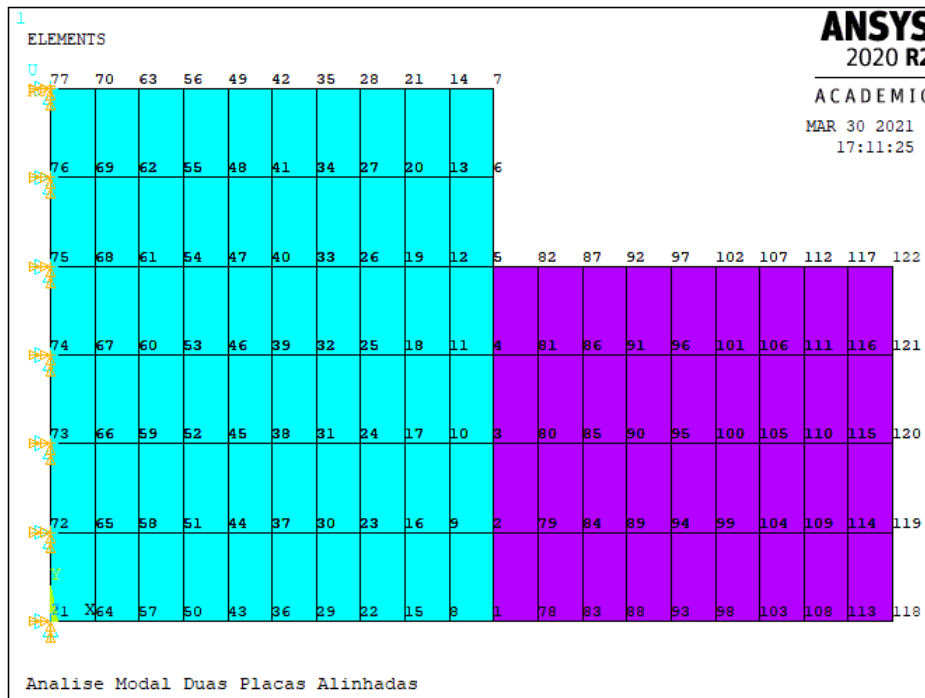 1
ELEMENTS
ANSYS
2020 R2
ACADEMIC
MAR 30 2021
17:11:25
U
77 70 63 56 49 42 35 28 21 14 7
76 69 62 55 48 41 34 27 20 13 6
75 68 61 54 47 40 33 26 19 12 5 82 87 92 97 102 107 112 117 122
74 67 60 53 46 39 32 25 18 11 4 81 86 91 96 101 106 111 116 121
73 66 59 52 45 38 31 24 17 10 3 80 85 90 95 100 105 110 115 120
72 65 58 51 44 37 30 23 16 9 2 79 84 89 94 99 104 109 114 119
Y
X 64 57 50 43 36 29 22 15 8 1 78 83 88 93 98 103 108 113 118
Analise Modal Duas Placas Alinhadas